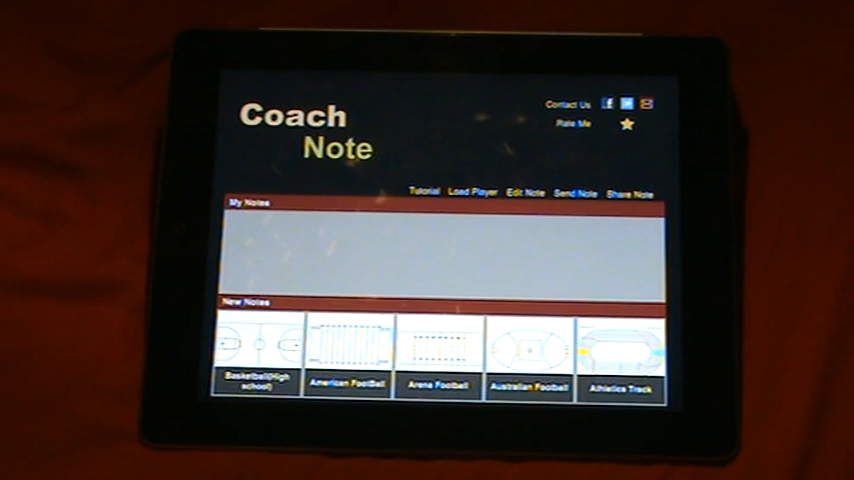 Coach
Note
Contact Us
Rate Me
Tutorial Load Player Edit Note Send Note Share Note
My Notes
New Notes
Basketball(High
school)
American FootBall
Arena Football
Australian Football
Athletics Track